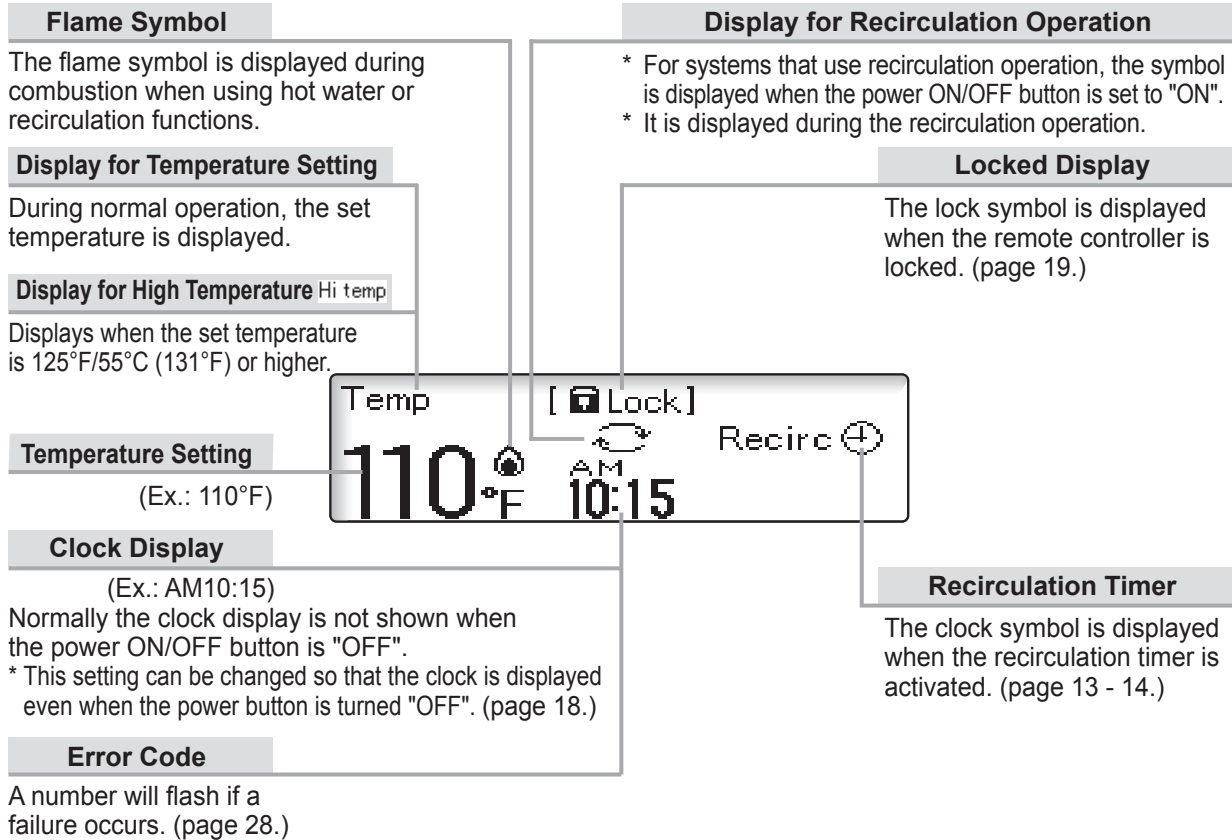 Flame Symbol
The flame symbol is displayed during
combustion when using hot water or
recirculation functions.
Display for Temperature Setting
During normal operation, the set
temperature is displayed.
Display for High Temperature Hi temp
Displays when the set temperature
is 125°F/55°C (131°F) or higher.
Temperature Setting
(Ex.: 110°F)
Clock Display
(Ex.: AM10:15)
Normally the clock display is not shown when
the power ON/OFF button is "OFF".
* This setting can be changed so that the clock is displayed
even when the power button is turned "OFF". (page 18.)
Error Code
A number will flash if a
failure occurs. (page 28.)
Display for Recirculation Operation
* For systems that use recirculation operation, the symbol
is displayed when the power ON/OFF button is set to "ON".
* It is displayed during the recirculation operation.
Locked Display
The lock symbol is displayed
when the remote controller is
locked. (page 19.)
Temp [ Lock]
Recirc
110°F AM
10:15
Recirculation Timer
The clock symbol is displayed
when the recirculation timer is
activated. (page 13 - 14.)